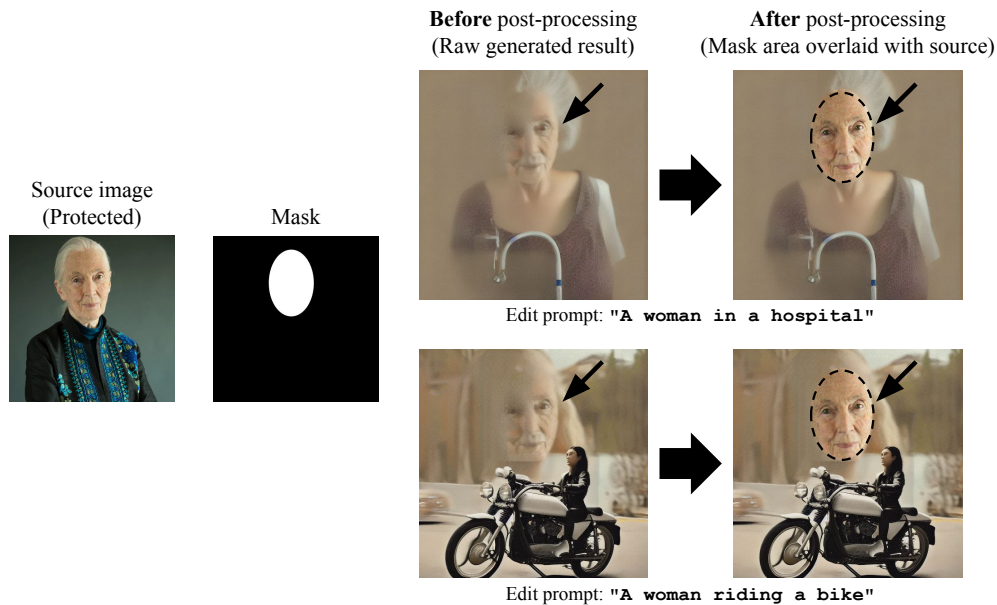 Before post-processing
(Raw generated result)
After post-processing
(Mask area overlaid with source)
Source image
(Protected)
Mask
Edit prompt: "A woman in a hospital"
Edit prompt: "A woman riding a bike"